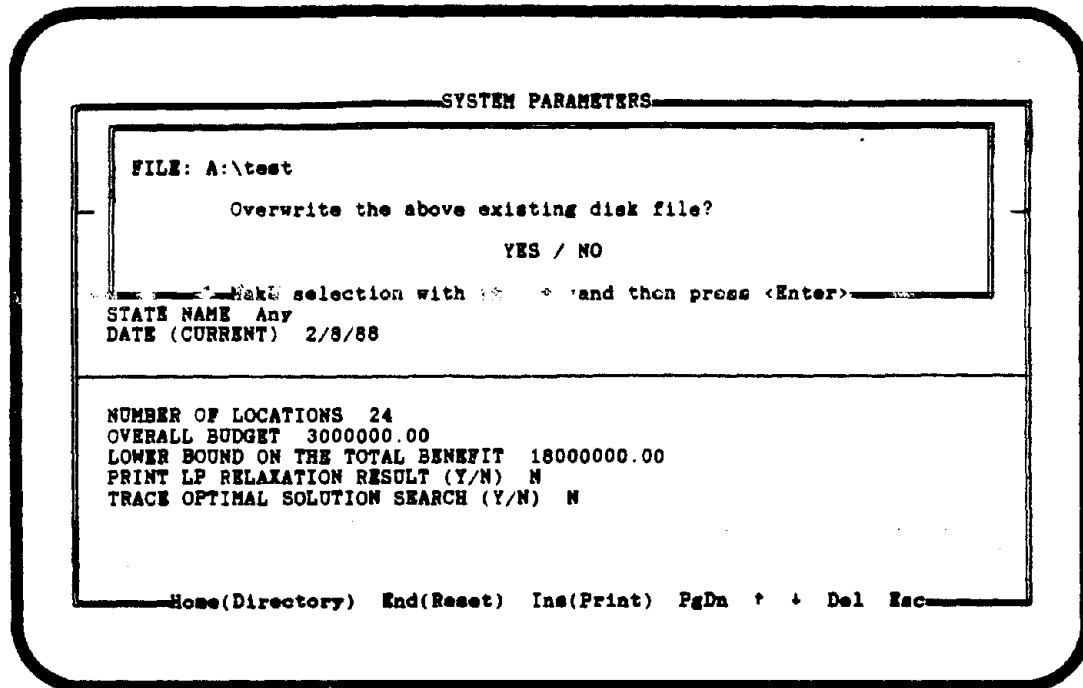 SYSTEM PARAMETERS
FILE: A:\test
Overwrite the above existing disk file?
YES / NO
Make selection with and then press <Enter>
STATE NAME Any
DATE (CURRENT) 2/8/88
NUMBER OF LOCATIONS 24
OVERALL BUDGET 3000000.00
LOWER BOUND ON THE TOTAL BENEFIT 18000000.00
PRINT LP RELAXATION RESULT (Y/N) N
TRACE OPTIMAL SOLUTION SEARCH (Y/N) N
Home(Directory) End(Reset) Ins(Print) PgDn ↑ ↓ Del Esc